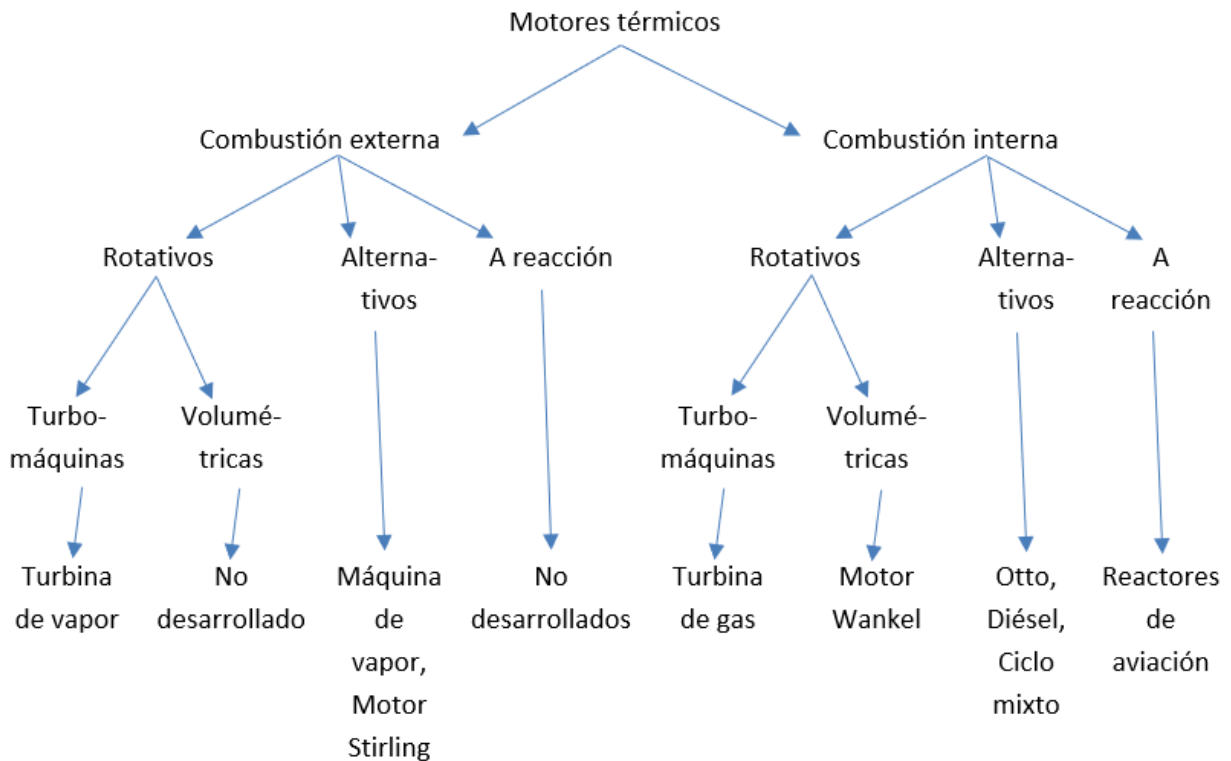 Motores térmicos
Combustión externa
Combustión interna
Rotativos
Alterna-
tivos
A reacción
Rotativos
Alterna-
tivos
A
reacción
Turbo-
máquinas
Volumé-
tricas
Turbo-
máquinas
Volumé-
tricas
Turbina
de vapor
No
desarrollado
Máquina
de
vapor,
Motor
Stirling
No
desarrollados
Turbina
de gas
Motor
Wankel
Otto,
Diésel,
Ciclo
mixto
Reactores
de
aviación